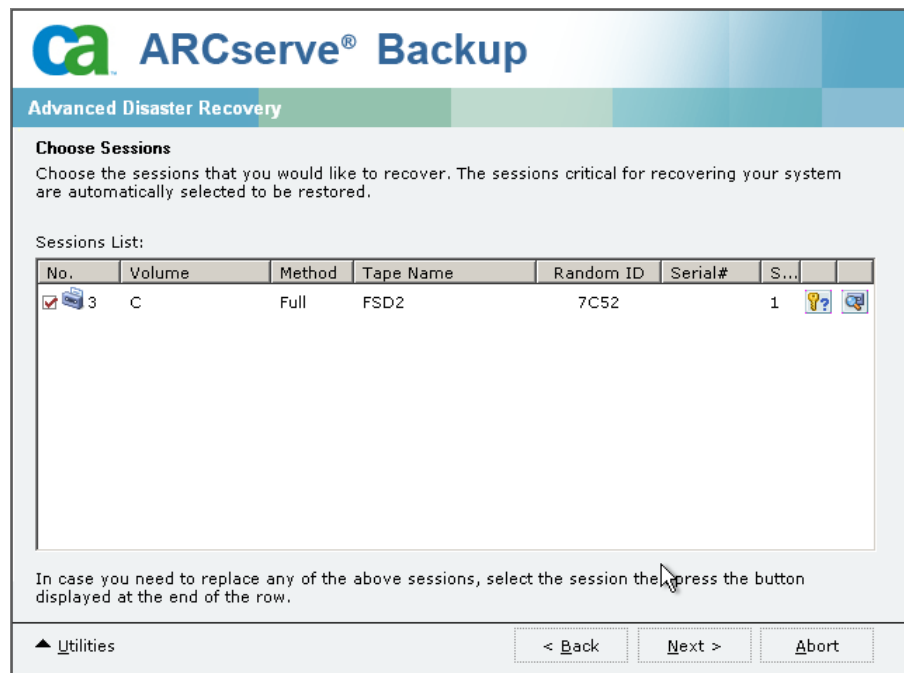 ca™ ARCserve® Backup
Advanced Disaster Recovery
Choose Sessions
Choose the sessions that you would like to recover. The sessions critical for recovering your system
are automatically selected to be restored.
Sessions List:
No. Volume Method Tape Name Random ID Serial# S...
3 C Full FSD2 7C52 1 ?
In case you need to replace any of the above sessions, select the session the press the button
displayed at the end of the row.
Utilities < Back Next > Abort